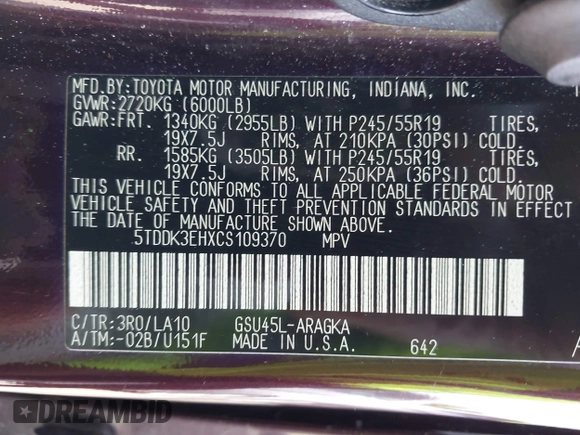 MFD.BY:TOYOTA MOTOR MANUFACTURING, INDIANA, INC.
GVWR:2720KG (6000LB)
GAWR:FRT. 1340KG (2955LB) WITH P245/55R19 TIRES,
19X7.5J RIMS, AT 210KPA (30PSI) COLD.
RR. 1585KG (3505LB) WITH P245/55R19 TIRES,
19X7.5J RIMS, AT 250KPA (36PSI) COLD.
THIS VEHICLE CONFORMS TO ALL APPLICABLE FEDERAL MOTOR
VEHICLE SAFETY AND THEFT PREVENTION STANDARDS IN EFFECT
THE DATE OF MANUFACTURE SHOWN ABOVE.
5TDDK3EHXCS109370 MPV
C/TR:3R0/LA10 GSU45L-ARAGKA
A/TM:-02B/U151F MADE IN U.S.A. 642
DREAMBID